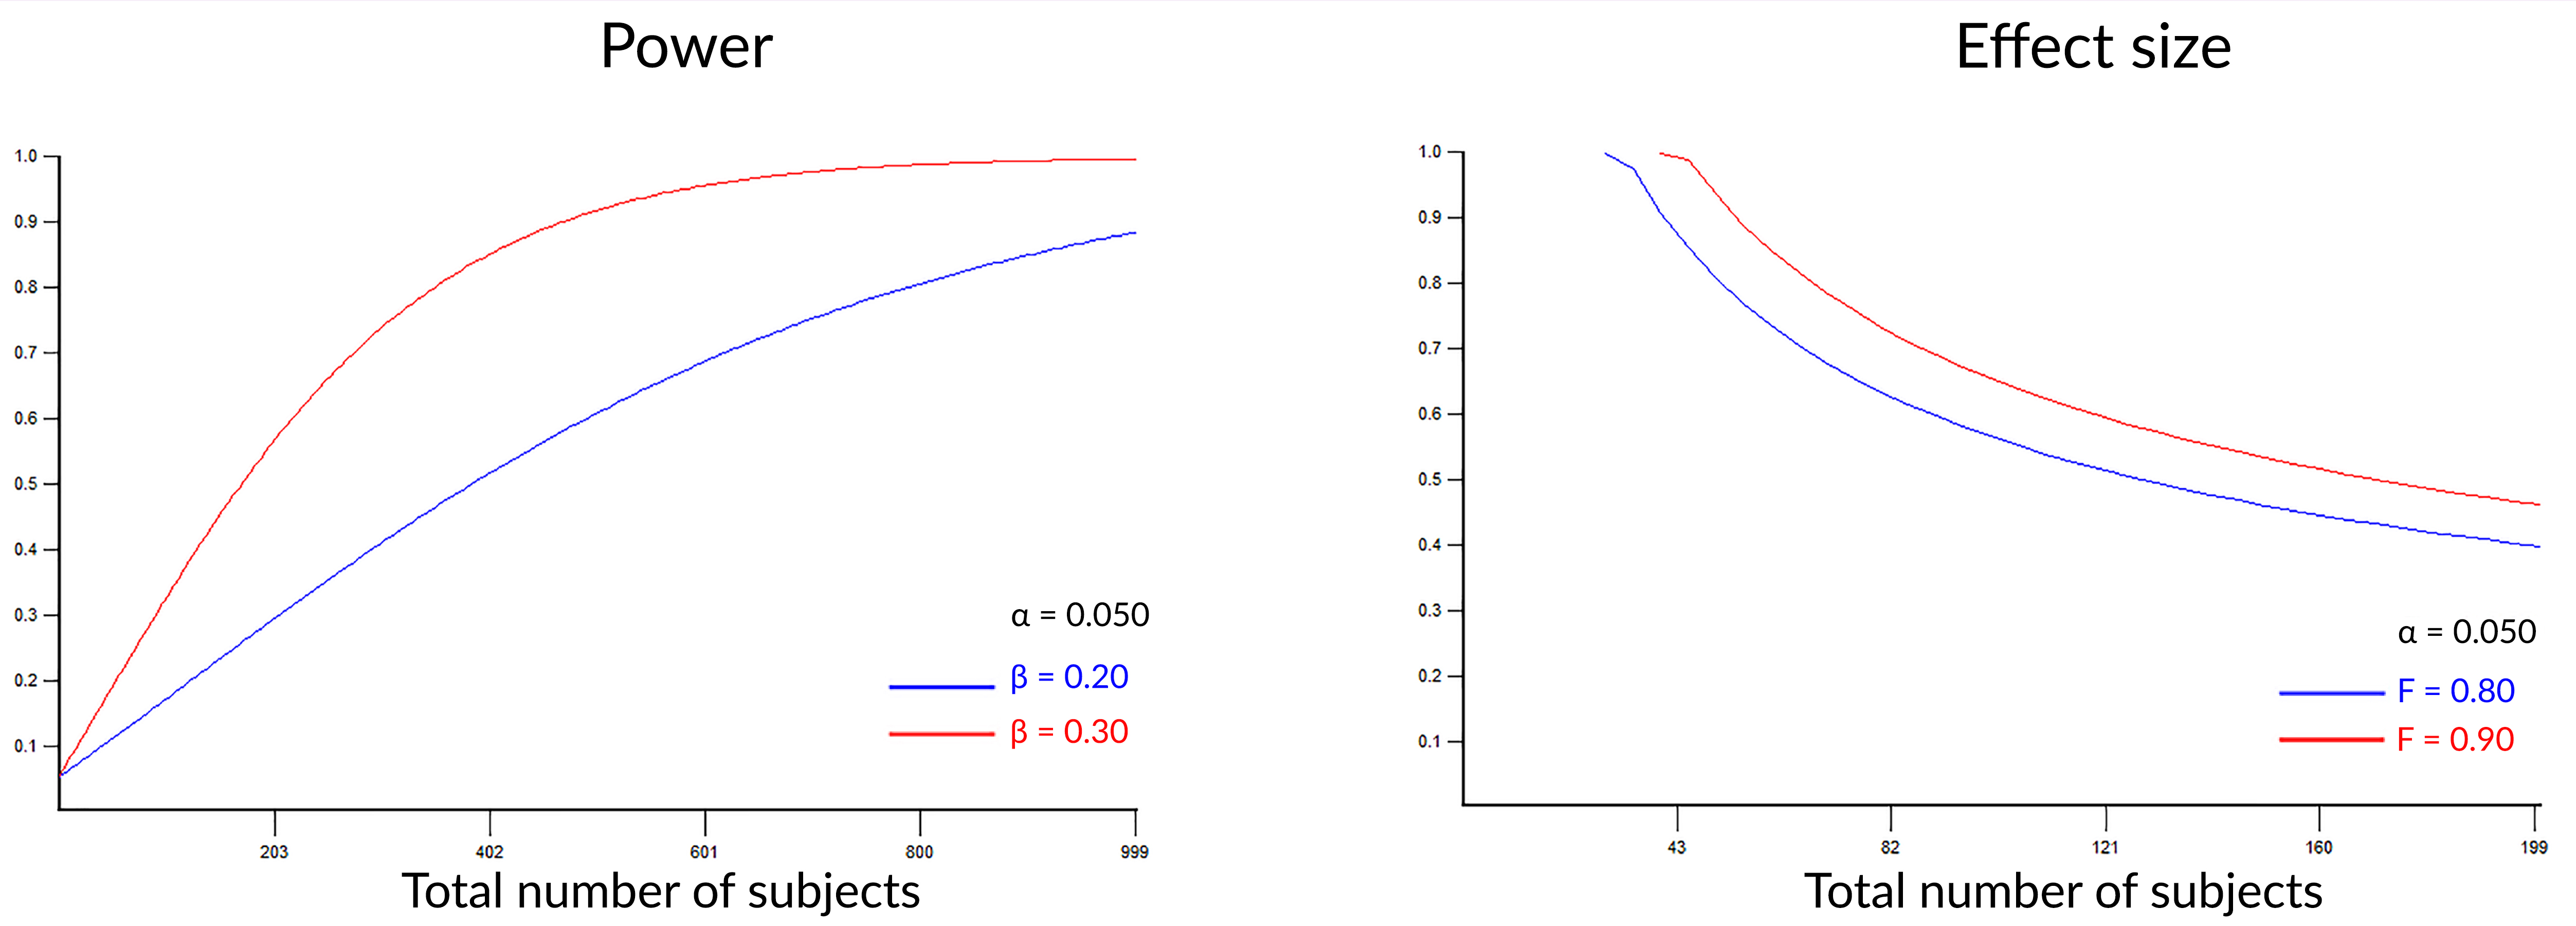 Power
1.0
0.9
0.8
0.7
0.6
0.5
0.4
0.3
0.2
0.1
α = 0.050
β = 0.20
β = 0.30
203 402 601 800 999
Total number of subjects
Effect size
1.0
0.9
0.8
0.7
0.6
0.5
0.4
0.3
0.2
0.1
α = 0.050
F = 0.80
F = 0.90
43 82 121 160 199
Total number of subjects